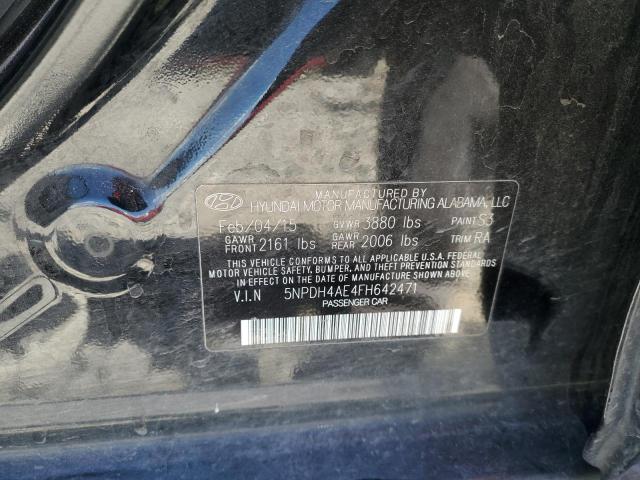 MANUFACTURED BY
HYUNDAI MOTOR MANUFACTURING ALABAMA, LLC
Feb/04/15 GVWR 3880 lbs PAINT S3
GAWR FRONT 2161 lbs GAWR REAR 2006 lbs TRIM RA
THIS VEHICLE CONFORMS TO ALL APPLICABLE U.S.A. FEDERAL
MOTOR VEHICLE SAFETY, BUMPER, AND THEFT PREVENTION STANDARDS
IN EFFECT ON THE DATE OF MANUFACTURE SHOWN ABOVE.
V.I.N 5NPDH4AE4FH642471
PASSENGER CAR